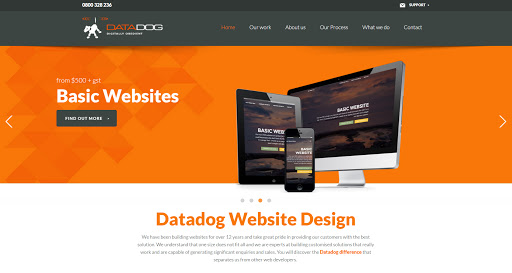 0800 328 236
SUPPORT
DATADOG
Home
Our work
About us
Our Process
What we do
Contact
from $500 + gst
Basic Websites
FIND OUT MORE
BASIC WEBSITE
BASIC WEBSITE
BASIC WEBSITE
Datadog Website Design
We have been building websites for over 12 years and take great pride in providing our customers with the best
solution. We understand that one size does not fit all and we are experts at building customised solutions that really
work and are capable of generating significant enquiries and sales. You will discover the Datadog difference that
separates us from other web developers.